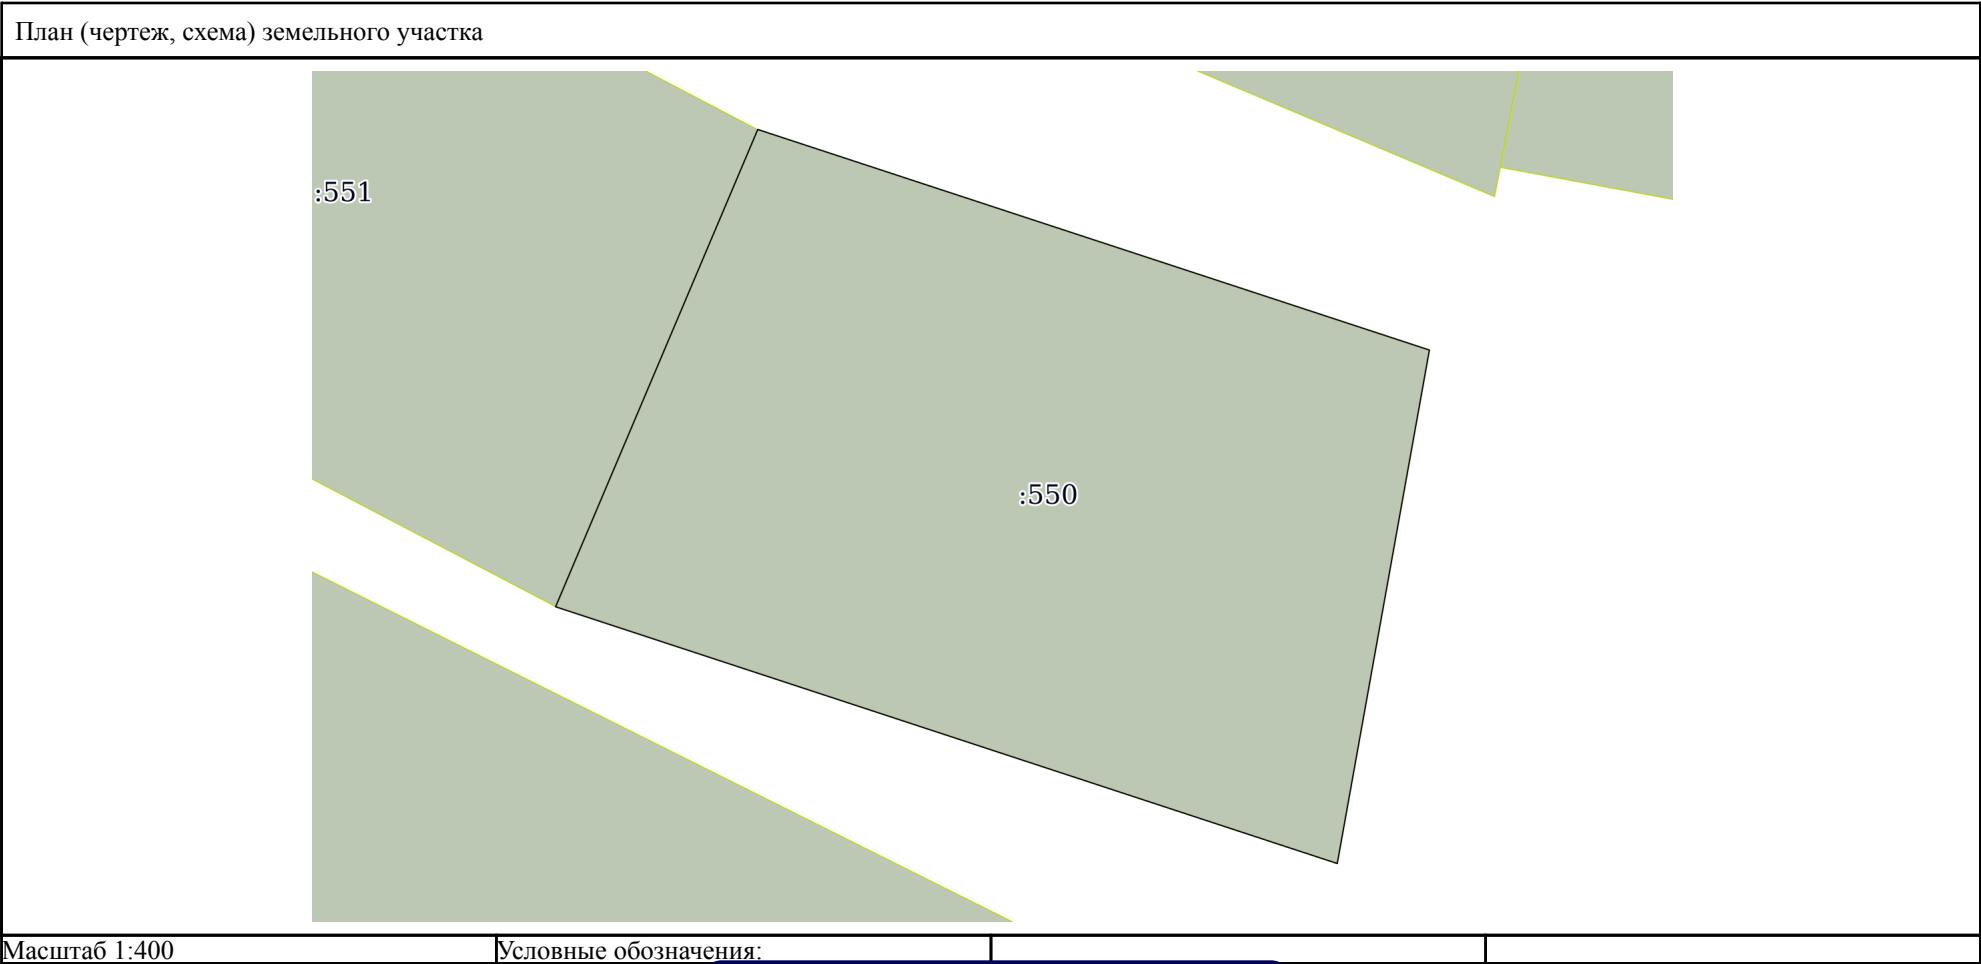 План (чертеж, схема) земельного участка
:551
:550
Масштаб 1:400
Условные обозначения: